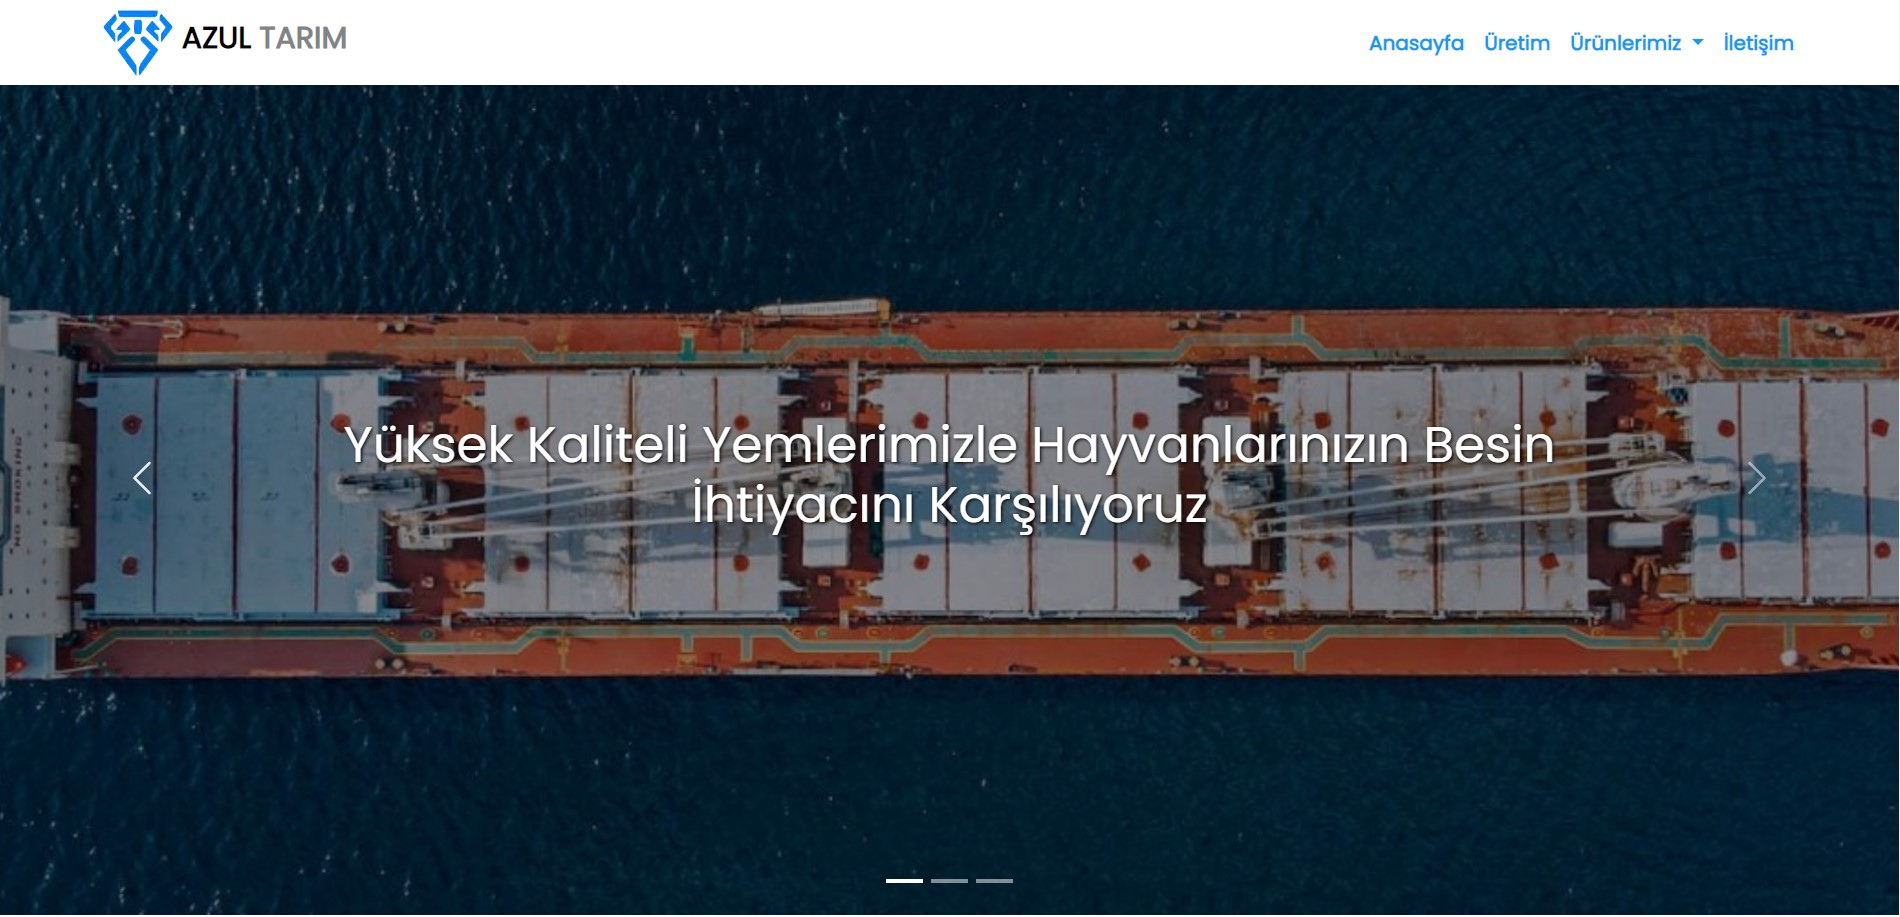 AZUL TARIM
Anasayfa Üretim Ürünlerimiz İletişim
Yüksek Kaliteli Yemlerimizle Hayvanlarınızın Besin
İhtiyacını Karşılıyoruz
NO SMOKING